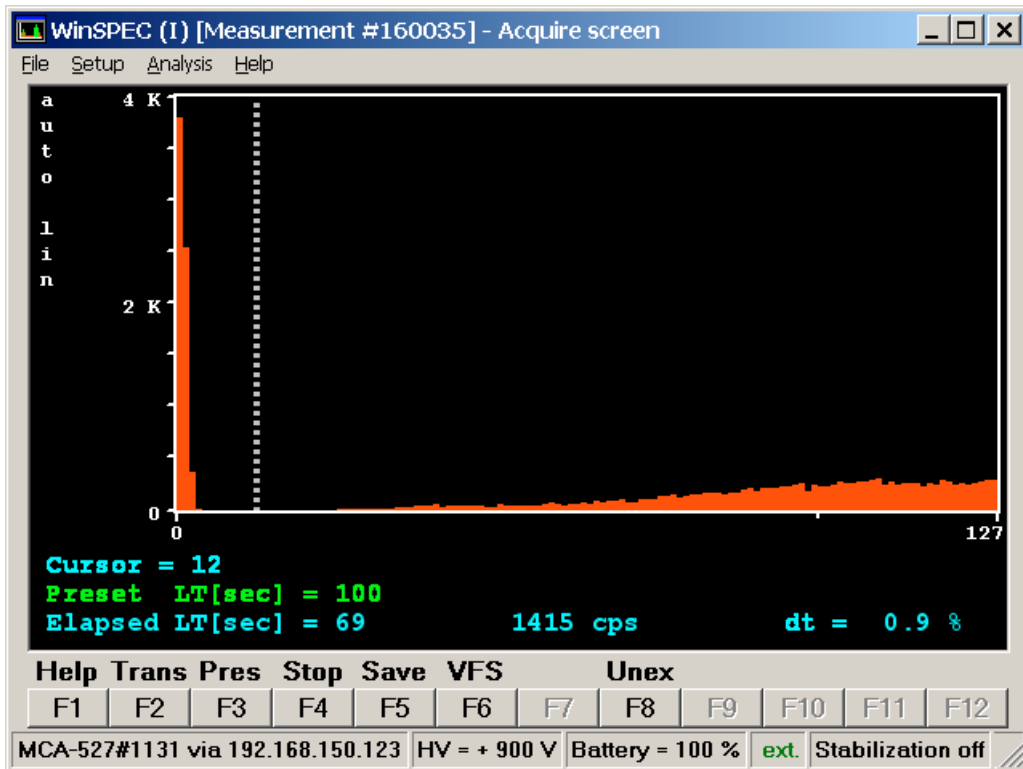 WinSPEC (I) [Measurement #160035] - Acquire screen
File Setup Analysis Help
auto lin
4 K
2 K
0
0 127
Cursor = 12
Preset LT[sec] = 100
Elapsed LT[sec] = 69 1415 cps dt = 0.9 %
Help Trans Pres Stop Save VFS Unex
F1 F2 F3 F4 F5 F6 F7 F8 F9 F10 F11 F12
MCA-527#1131 via 192.168.150.123 HV = + 900 V Battery = 100 % ext. Stabilization off